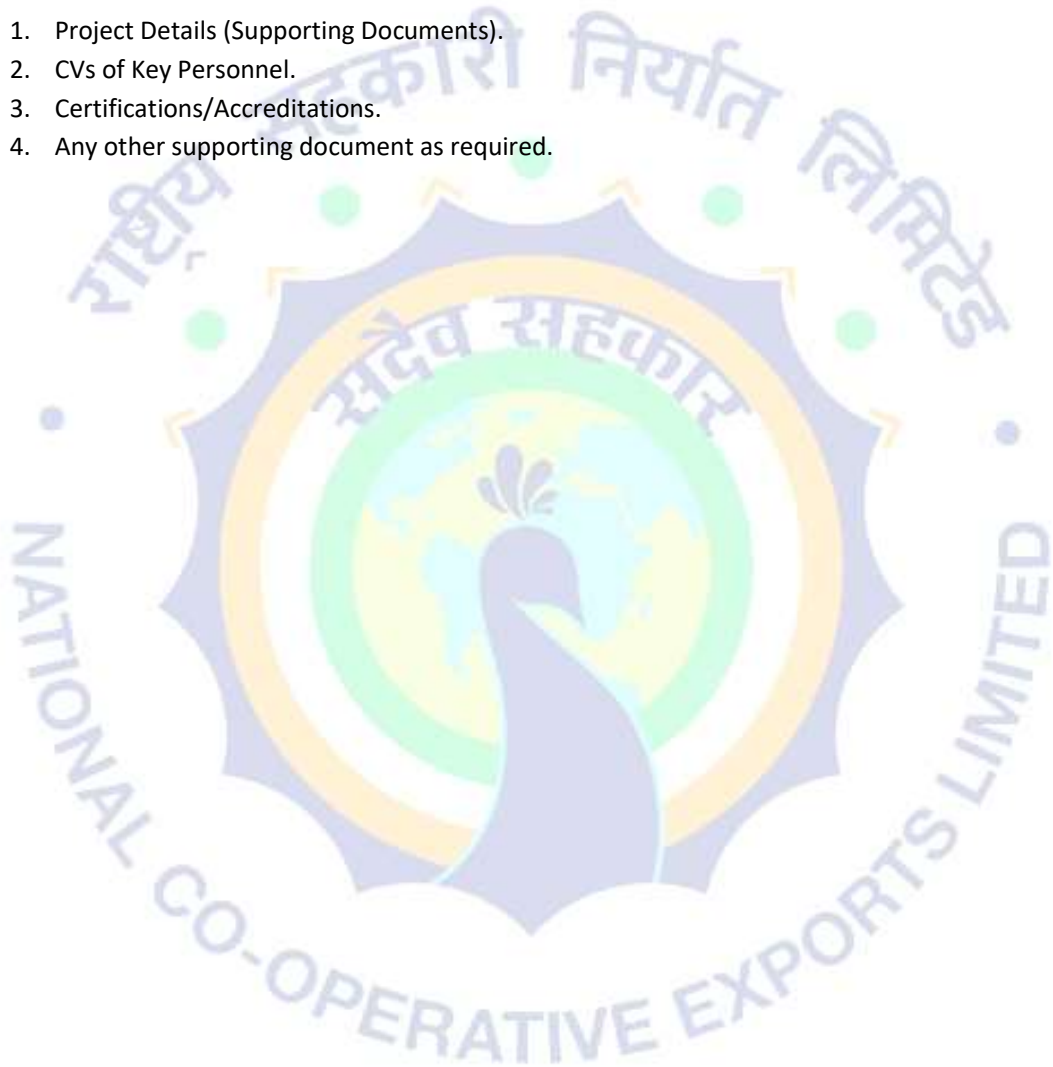 1. Project Details (Supporting Documents).
2. CVs of Key Personnel.
3. Certifications/Accreditations.
4. Any other supporting document as required.
राष्ट्रीय सहकारी निर्यात लिमिटेड
सदैव सहकार
NATIONAL CO-OPERATIVE EXPORTS LIMITED